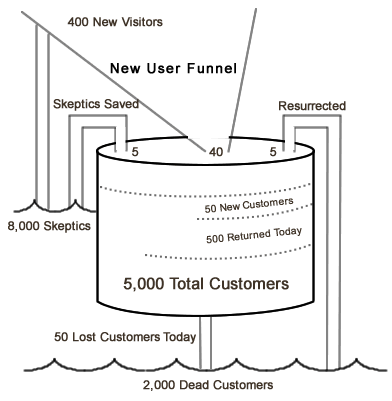 400 New Visitors
New User Funnel
Skeptics Saved
Resurrected
5
40
5
50 New Customers
8,000 Skeptics
500 Returned Today
5,000 Total Customers
50 Lost Customers Today
2,000 Dead Customers